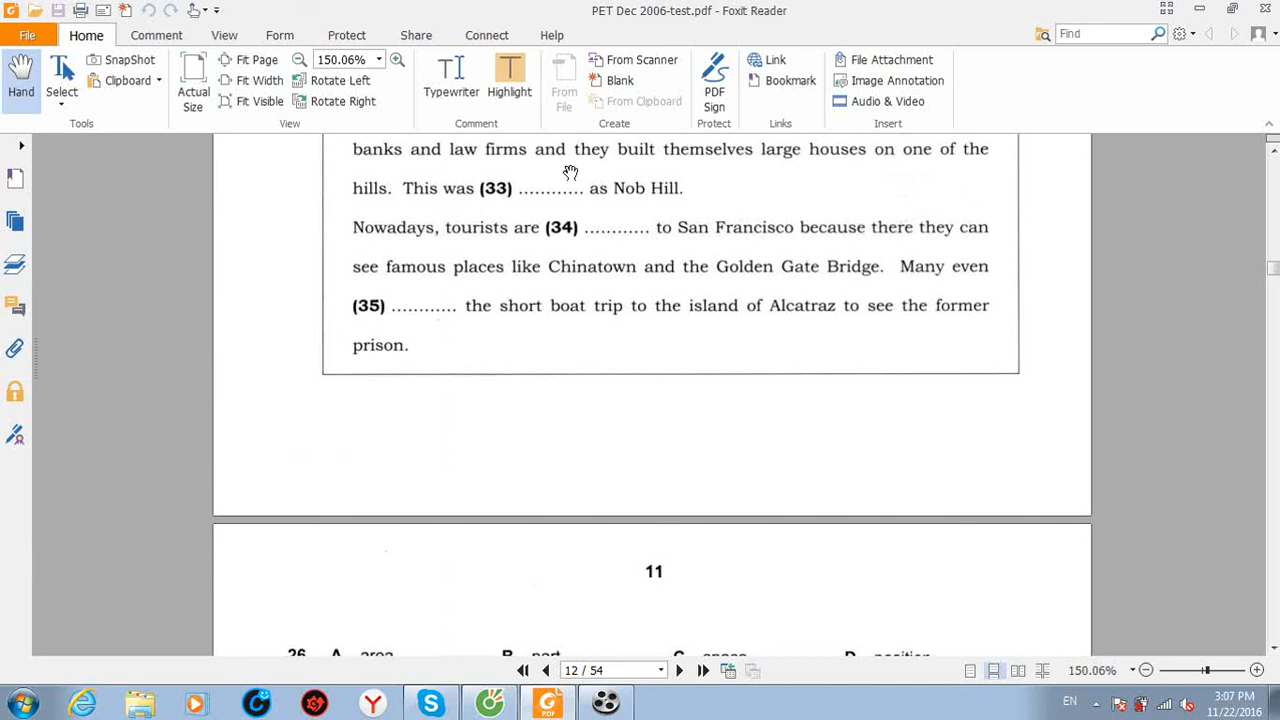 PET Dec 2006-test.pdf - Foxit Reader
File Home Comment View Form Protect Share Connect Help Find
Hand
Select
SnapShot
Clipboard
Tools
Actual Size
Fit Page
Fit Width
Fit Visible
150.06%
Rotate Left
Rotate Right
View
Typewriter
Highlight
Comment
From File
From Scanner
Blank
From Clipboard
Create
PDF Sign
Protect
Link
Bookmark
Links
File Attachment
Image Annotation
Audio & Video
Insert
banks and law firms and they built themselves large houses on one of the
hills. This was (33) ............ as Nob Hill.
Nowadays, tourists are (34) ............ to San Francisco because there they can
see famous places like Chinatown and the Golden Gate Bridge. Many even
(35) ............ the short boat trip to the island of Alcatraz to see the former
prison.
11
26 A area B part C space D position
12 / 54
150.06%
EN
3:07 PM
11/22/2016